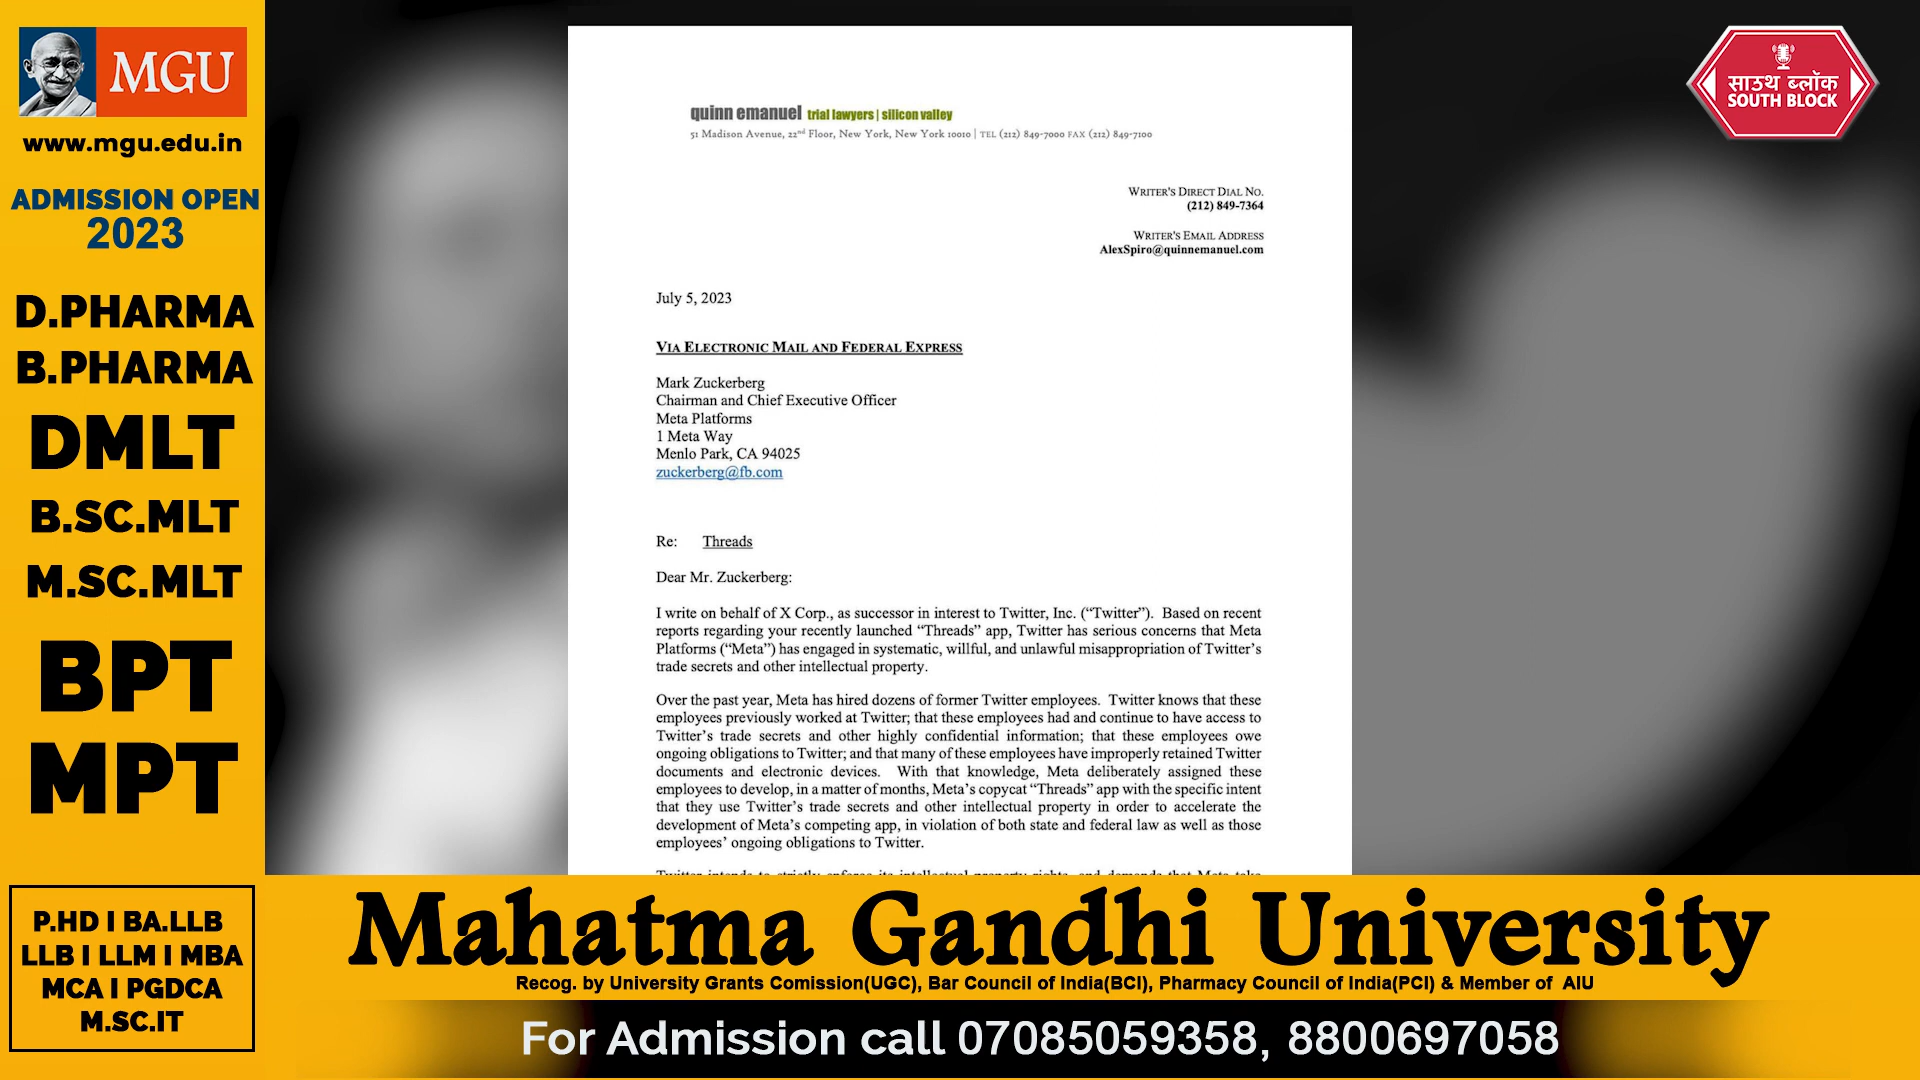 MGU
www.mgu.edu.in
ADMISSION OPEN
2023
D.PHARMA
B.PHARMA
DMLT
B.SC.MLT
M.SC.MLT
BPT
MPT
P.HD I BA.LLB
LLB I LLM I MBA
MCA I PGDCA
M.SC.IT
साउथ ब्लॉक
SOUTH BLOCK
quinn emanuel trial lawyers | silicon valley
51 Madison Avenue, 22nd Floor, New York, New York 10010 | TEL (212) 849-7000 FAX (212) 849-7100
WRITER'S DIRECT DIAL NO.
(212) 849-7364
WRITER'S EMAIL ADDRESS
AlexSpiro@quinnemanuel.com
July 5, 2023
VIA ELECTRONIC MAIL AND FEDERAL EXPRESS
Mark Zuckerberg
Chairman and Chief Executive Officer
Meta Platforms
1 Meta Way
Menlo Park, CA 94025
zuckerberg@fb.com
Re: Threads
Dear Mr. Zuckerberg:
I write on behalf of X Corp., as successor in interest to Twitter, Inc. (“Twitter”). Based on recent
reports regarding your recently launched “Threads” app, Twitter has serious concerns that Meta
Platforms (“Meta”) has engaged in systematic, willful, and unlawful misappropriation of Twitter’s
trade secrets and other intellectual property.
Over the past year, Meta has hired dozens of former Twitter employees. Twitter knows that these
employees previously worked at Twitter; that these employees had and continue to have access to
Twitter’s trade secrets and other highly confidential information; that these employees owe
ongoing obligations to Twitter; and that many of these employees have improperly retained Twitter
documents and electronic devices. With that knowledge, Meta deliberately assigned these
employees to develop, in a matter of months, Meta’s copycat “Threads” app with the specific intent
that they use Twitter’s trade secrets and other intellectual property in order to accelerate the
development of Meta’s competing app, in violation of both state and federal law as well as those
employees’ ongoing obligations to Twitter.
Twitter intends to strictly enforce its intellectual property rights, and demands that Meta take
Mahatma Gandhi University
Recog. by University Grants Comission(UGC), Bar Council of India(BCI), Pharmacy Council of India(PCI) & Member of AIU
For Admission call 07085059358, 8800697058